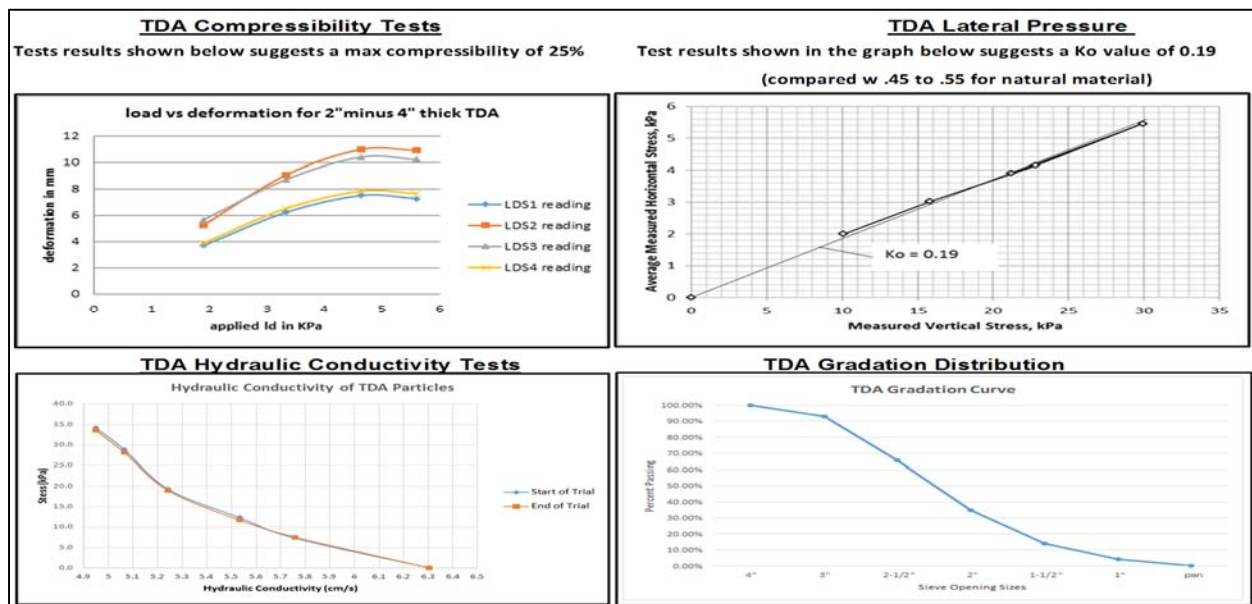 TDA Compressibility Tests
Tests results shown below suggests a max compressibility of 25%
load vs deformation for 2"minus 4" thick TDA
deformation in mm
12
10
8
6
4
2
0
0 1 2 3 4 5 6
applied ld in KPa
LDS1 reading
LDS2 reading
LDS3 reading
LDS4 reading
TDA Lateral Pressure
Test results shown in the graph below suggests a Ko value of 0.19
(compared w .45 to .55 for natural material)
Average Measured Horizontal Stress, kPa
6
5
4
3
2
1
0
Ko = 0.19
0 5 10 15 20 25 30 35
Measured Vertical Stress, kPa
TDA Hydraulic Conductivity Tests
Hydraulic Conductivity of TDA Particles
Stess(kPa)
40.0
35.0
30.0
25.0
20.0
15.0
10.0
5.0
0.0
4.9 5 5.1 5.2 5.3 5.4 5.5 5.6 5.7 5.8 5.9 6 6.1 6.2 6.3 6.4 6.5
Hydraulic Conductivity (cm/s)
Start of Trial
End of Trial
TDA Gradation Distribution
TDA Gradation Curve
Percent Passing
100.00%
90.00%
80.00%
70.00%
60.00%
50.00%
40.00%
30.00%
20.00%
10.00%
0.00%
4" 3" 2-1/2" 2" 1-1/2" 1" pan
Sieve Opening Sizes